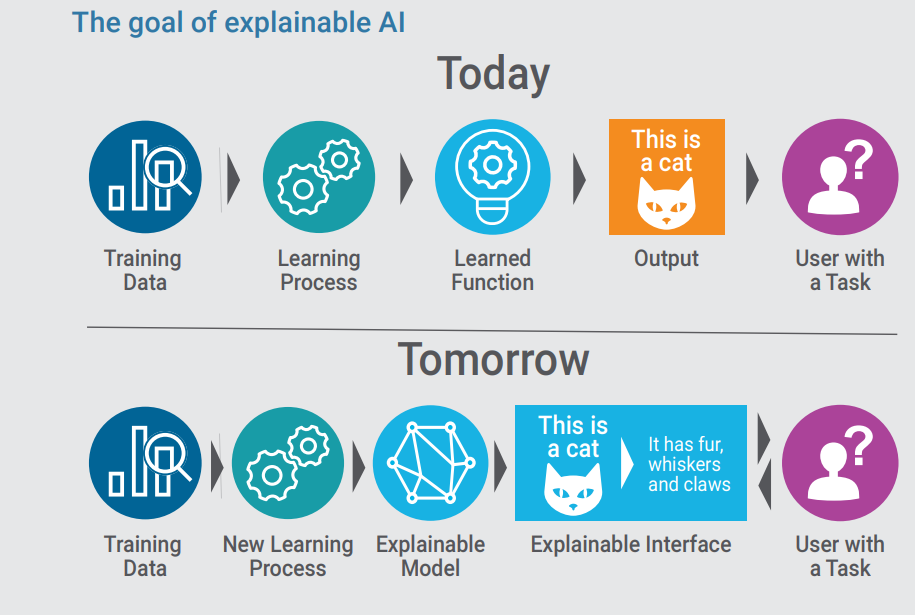 The goal of explainable AI
Today
This is
a cat
Training
Data
Learning
Process
Learned
Function
Output
User with
a Task
?
Tomorrow
This is
a cat
It has fur,
whiskers
and claws
Training
Data
New Learning
Process
Explainable
Model
Explainable Interface
User with
a Task
?